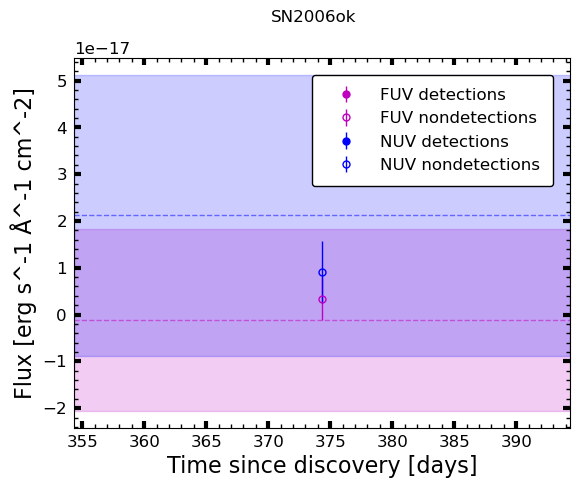 SN2006ok
1e−17
FUV detections
FUV nondetections
NUV detections
NUV nondetections
5
4
3
2
1
0
−1
−2
Flux [erg s^-1 Å^-1 cm^-2]
355 360 365 370 375 380 385 390
Time since discovery [days]